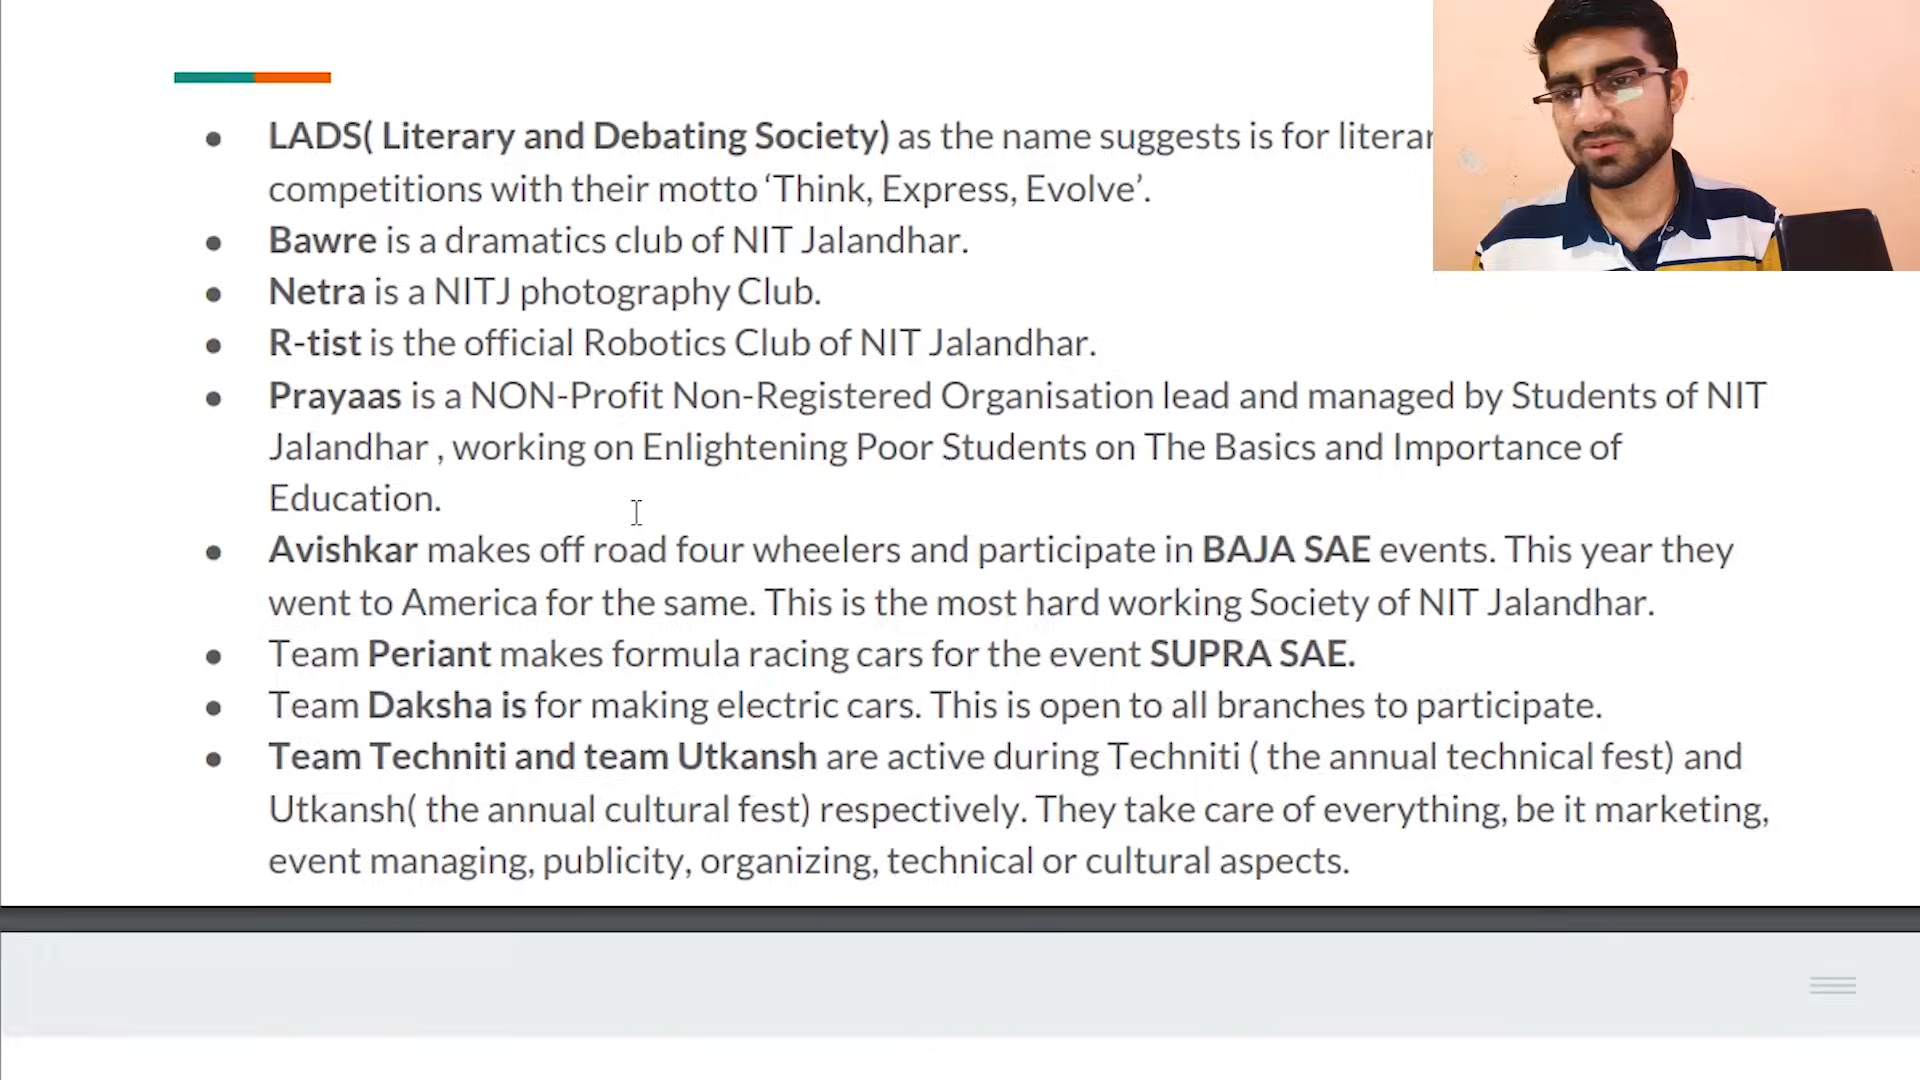 LADS( Literary and Debating Society) as the name suggests is for
competitions with their motto ‘Think, Express, Evolve’.
Bawre is a dramatics club of NIT Jalandhar.
Netra is a NITJ photography Club.
R-tist is the official Robotics Club of NIT Jalandhar.
Prayaas is a NON-Profit Non-Registered Organisation lead and managed by Students of NIT
Jalandhar , working on Enlightening Poor Students on The Basics and Importance of
Education.
Avishkar makes off road four wheelers and participate in BAJA SAE events. This year they
went to America for the same. This is the most hard working Society of NIT Jalandhar.
Team Periant makes formula racing cars for the event SUPRA SAE.
Team Daksha is for making electric cars. This is open to all branches to participate.
Team Techniti and team Utkansh are active during Techniti ( the annual technical fest) and
Utkansh( the annual cultural fest) respectively. They take care of everything, be it marketing,
event managing, publicity, organizing, technical or cultural aspects.